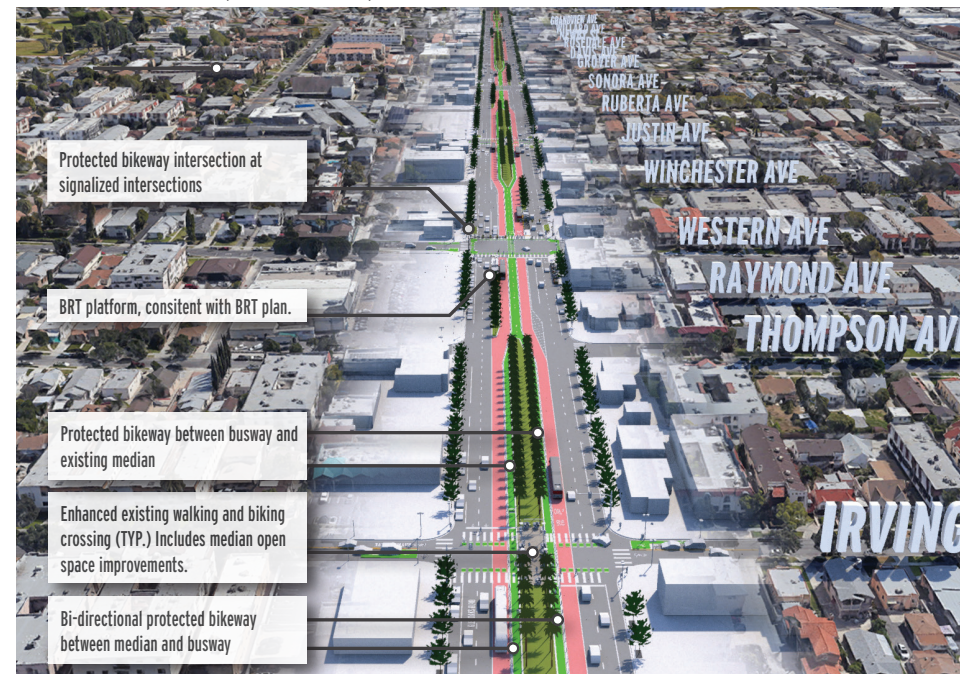 GRANDVIEW AVE
ROSEDALE AVE
GROVER AVE
SONORA AVE
RUBERTA AVE
JUSTIN AVE
WINCHESTER AVE
WESTERN AVE
RAYMOND AVE
THOMPSON AV
IRVING
Protected bikeway intersection at
signalized intersections
BRT platform, consitent with BRT plan.
Protected bikeway between busway and
existing median
Enhanced existing walking and biking
crossing (TYP.) Includes median open
space improvements.
Bi-directional protected bikeway
between median and busway